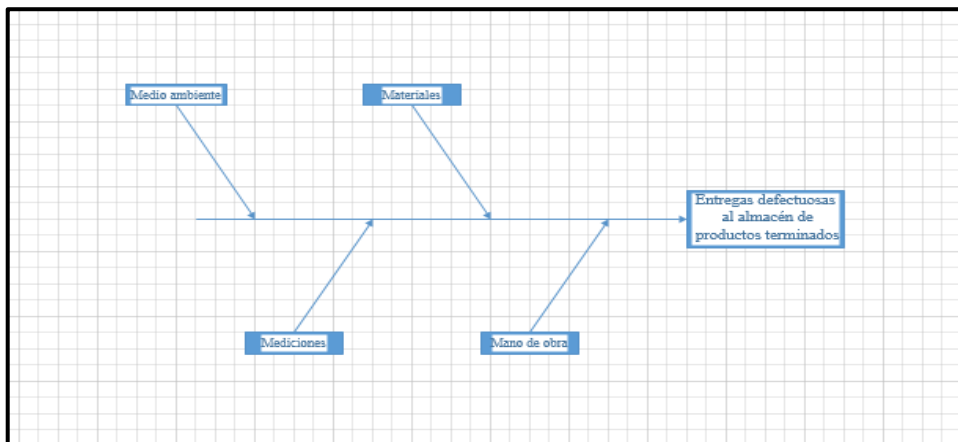 Medio ambiente
Materiales
Entregas defectuosas
al almacén de
productos terminados
Mediciones
Mano de obra